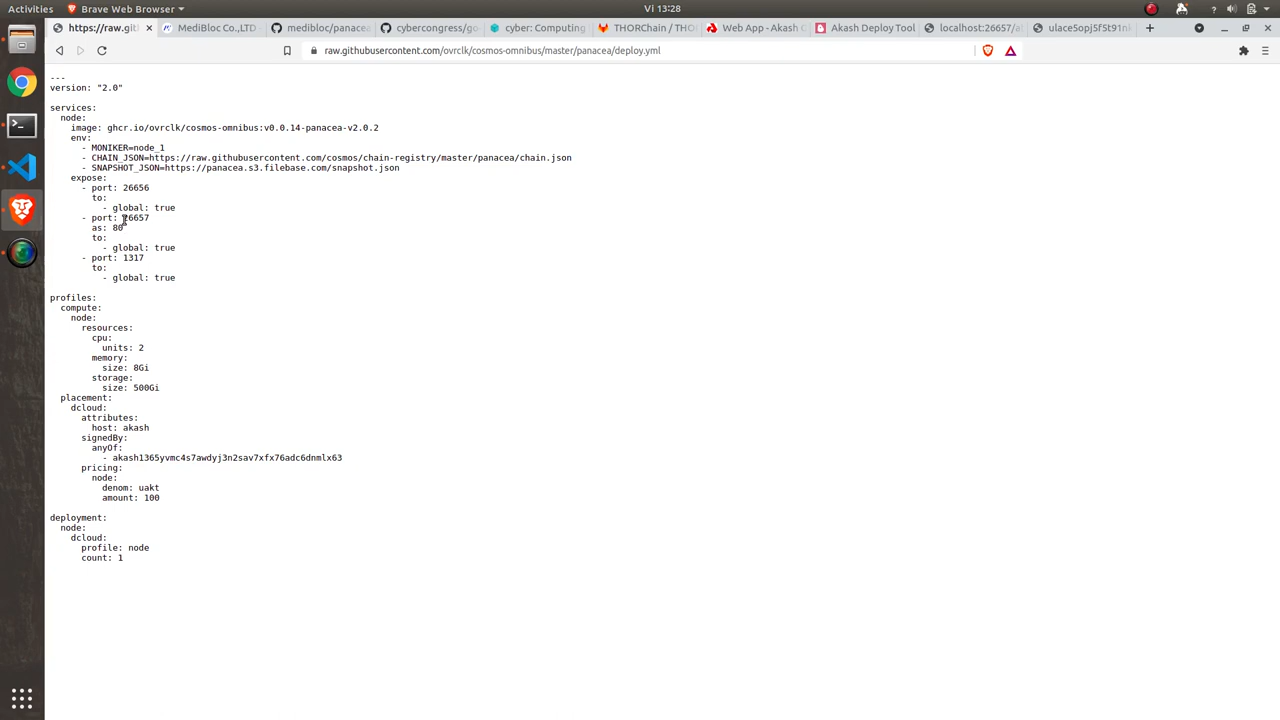 Activities
Brave Web Browser
Vi 13:28
https://raw.git
MediBloc Co.,LTD
medibloc/panacea
cybercongress/go
cyber: Computing
THORChain / THO
Web App - Akash C
Akash Deploy Tool
localhost:26657/a
ulace5opj5f5t91nk
raw.githubusercontent.com/ovrclk/cosmos-omnibus/master/panacea/deploy.yml
---
version: "2.0"
services:
node:
image: ghcr.io/ovrclk/cosmos-omnibus:v0.0.14-panacea-v2.0.2
env:
- MONIKER=node_1
- CHAIN_JSON=https://raw.githubusercontent.com/cosmos/chain-registry/master/panacea/chain.json
- SNAPSHOT_JSON=https://panacea.s3.filebase.com/snapshot.json
expose:
- port: 26656
to:
- global: true
- port: 26657
as: 80
to:
- global: true
- port: 1317
to:
- global: true
profiles:
compute:
node:
resources:
cpu:
units: 2
memory:
size: 8Gi
storage:
size: 500Gi
placement:
dcloud:
attributes:
host: akash
signedBy:
anyOf:
- akash1365yvmc4s7awdyj3n2sav7xfx76adc6dnmlx63
pricing:
node:
denom: uakt
amount: 100
deployment:
node:
dcloud:
profile: node
count: 1